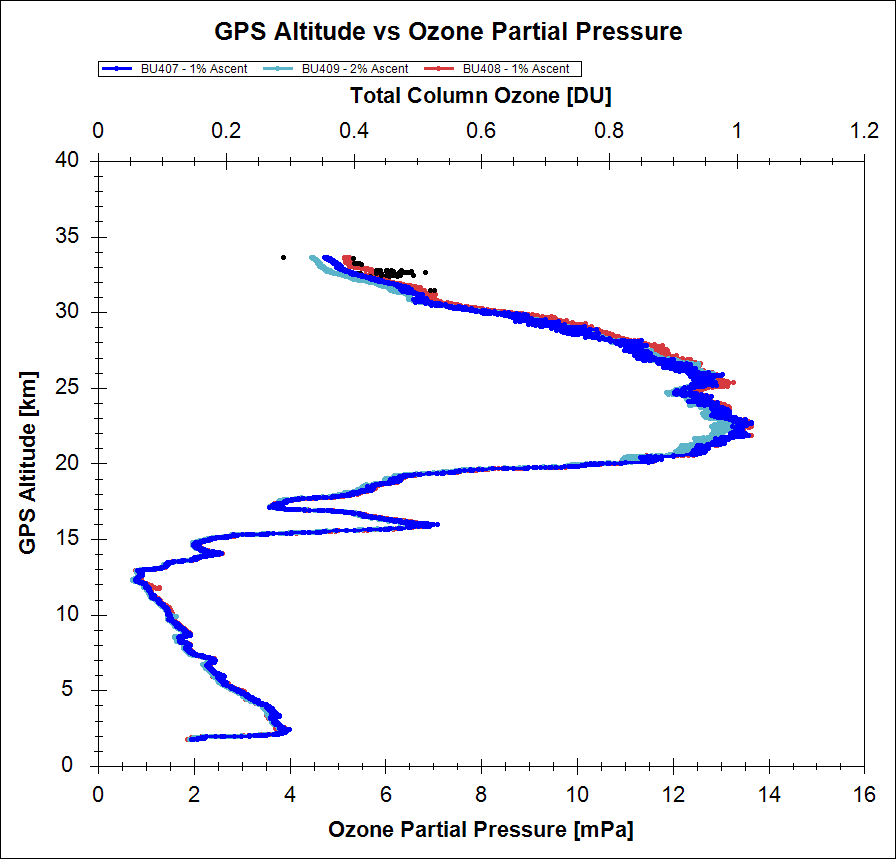 GPS Altitude vs Ozone Partial Pressure
BU407 - 1% Ascent BU409 - 2% Ascent BU408 - 1% Ascent
Total Column Ozone [DU]
0 0.2 0.4 0.6 0.8 1 1.2
40
35
30
25
20
15
10
5
0
GPS Altitude [km]
0 2 4 6 8 10 12 14 16
Ozone Partial Pressure [mPa]